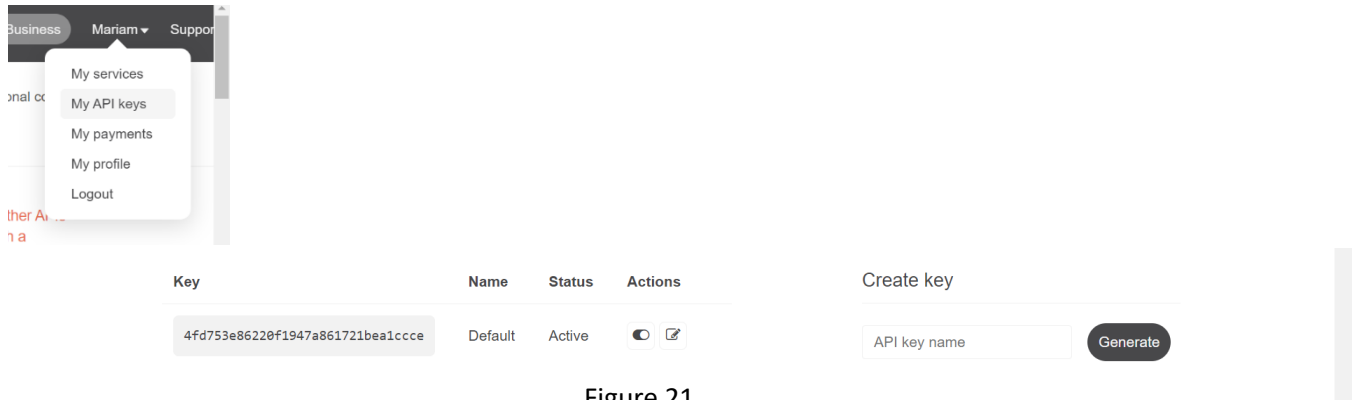 Business Mariam Suppor
My services
onal co
My API keys
My payments
My profile
Logout
ther
n a
Key Name Status Actions Create key
4fd753e86220f1947a861721bea1ccce Default Active API key name Generate
Figure 21